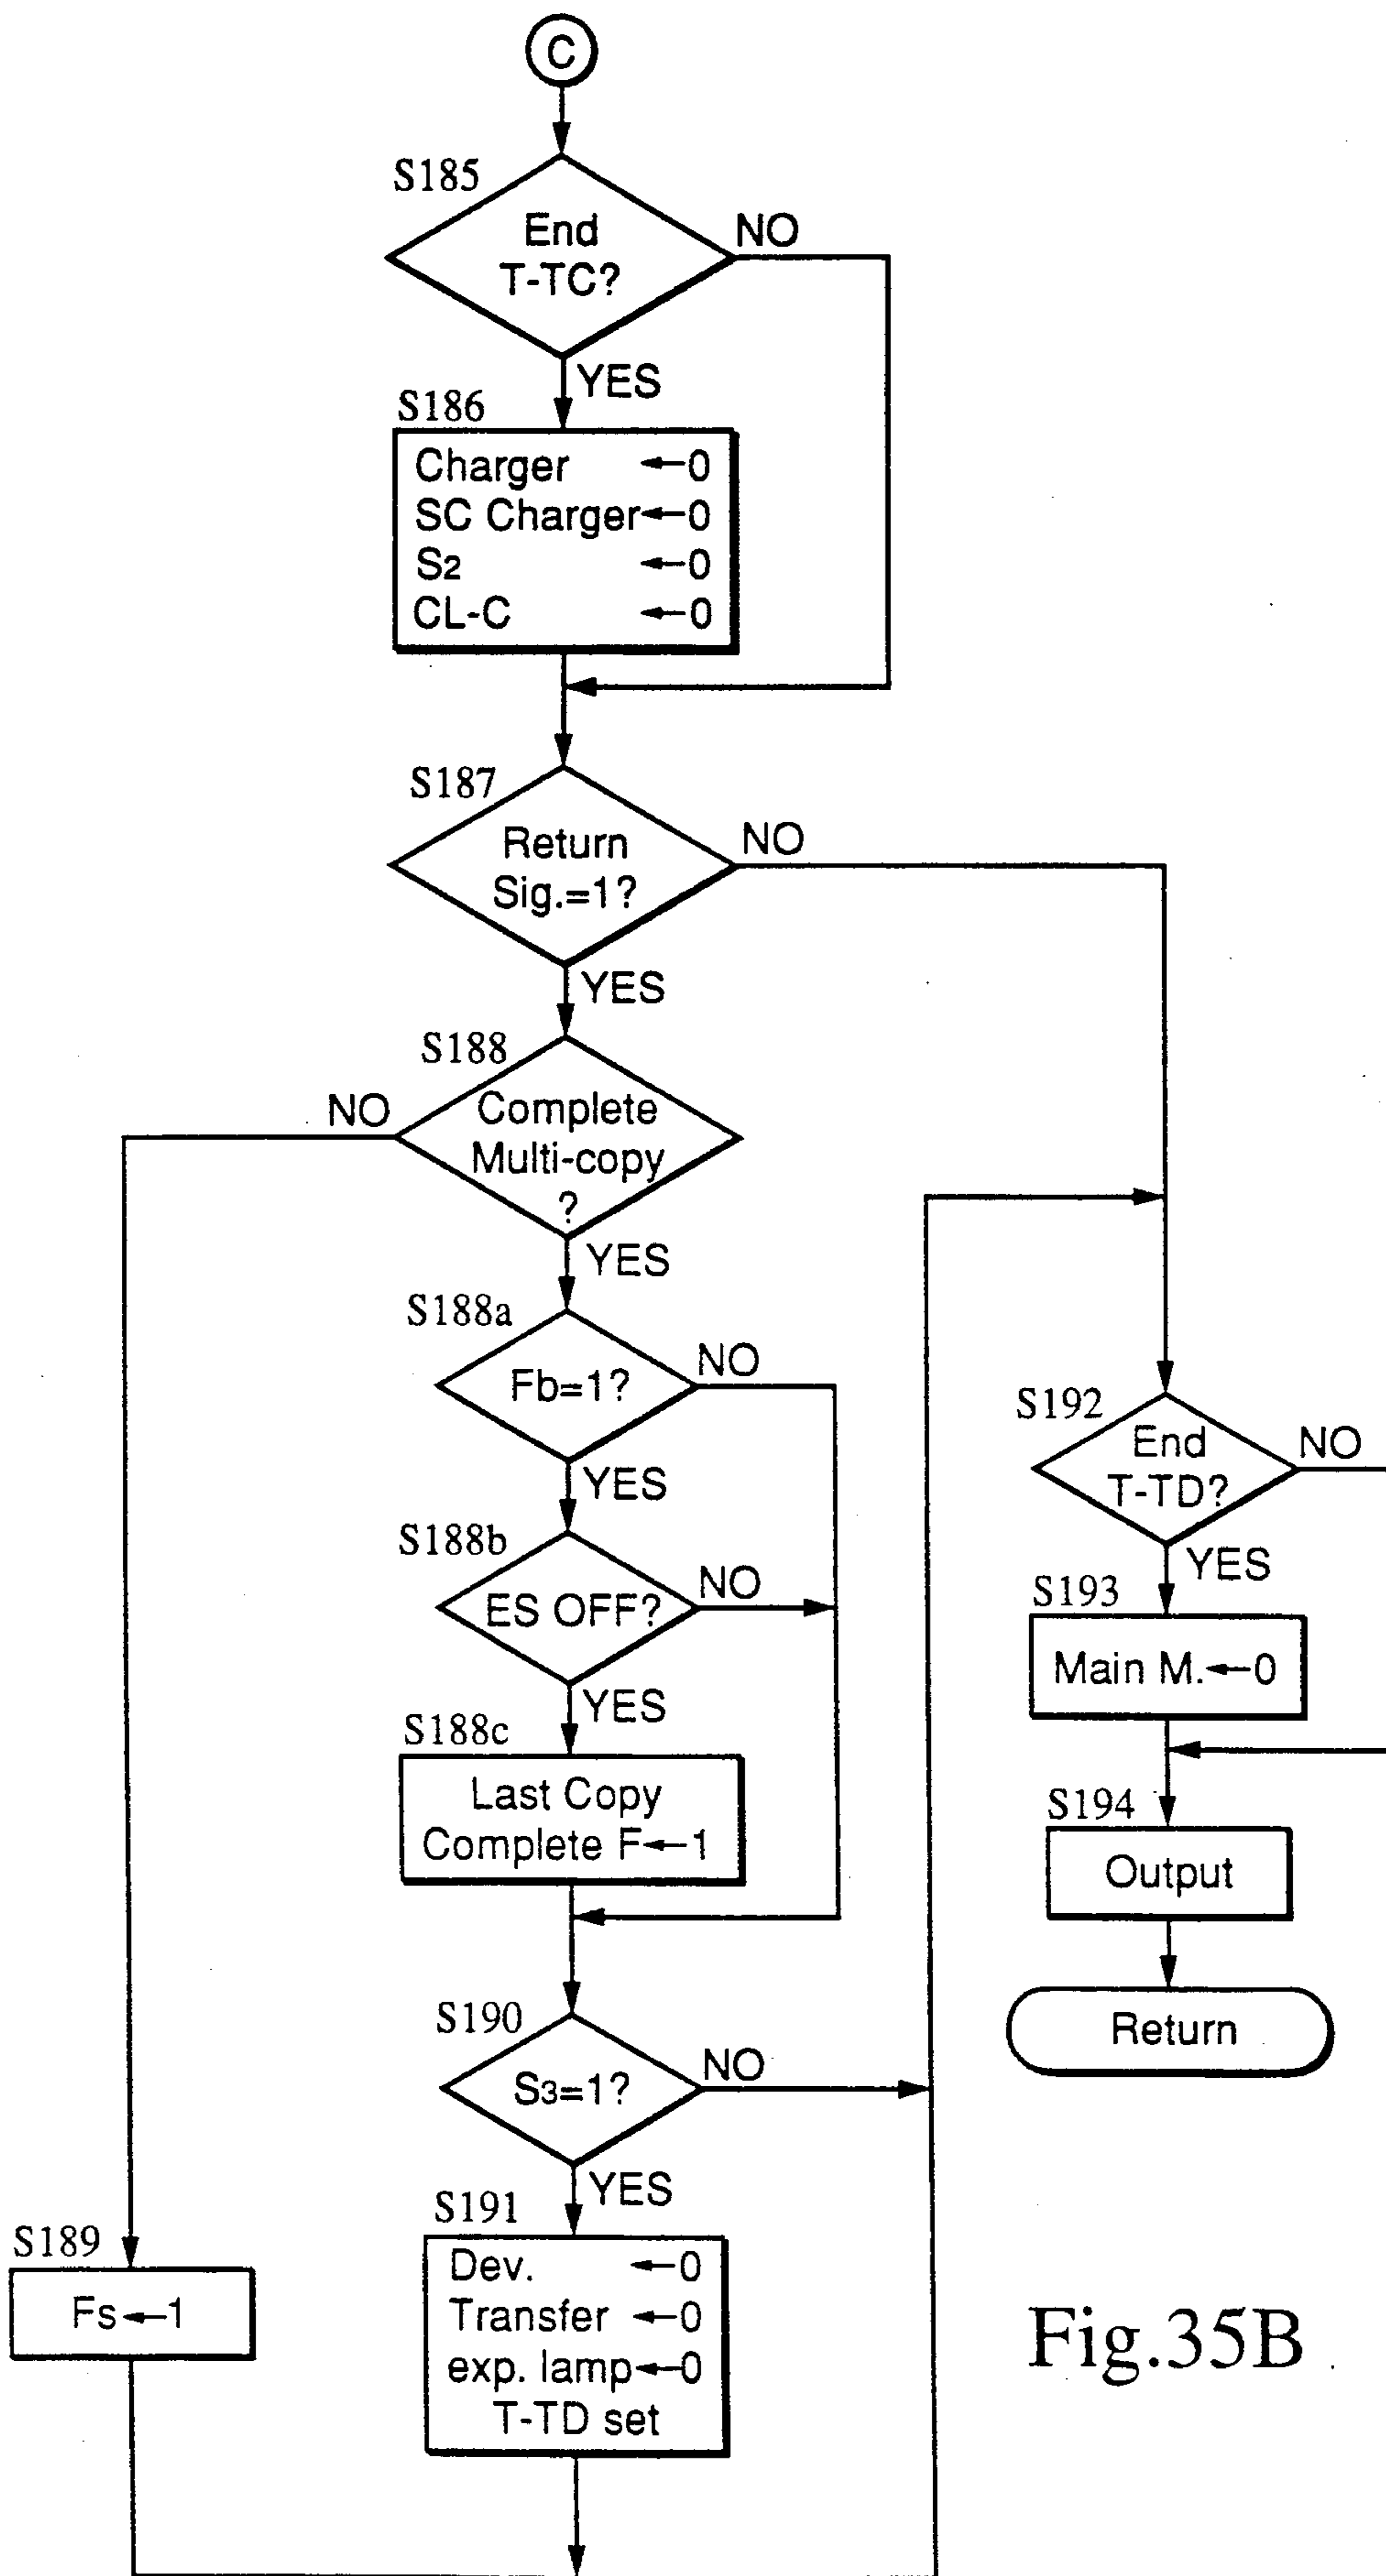 C
S185
End
T-TC?
NO
YES
S186
Charger ←0
SC Charger←0
S2 ←0
CL-C ←0
S187
Return
Sig.=1?
NO
YES
S188
Complete
Multi-copy
?
NO
YES
S188a
Fb=1?
NO
YES
S188b
ES OFF?
NO
YES
S188c
Last Copy
Complete F←1
S190
S3=1?
NO
YES
S191
Dev. ←0
Transfer ←0
exp. lamp←0
T-TD set
S189
Fs←1
S192
End
T-TD?
NO
YES
S193
Main M.←0
S194
Output
Return
Fig.35B